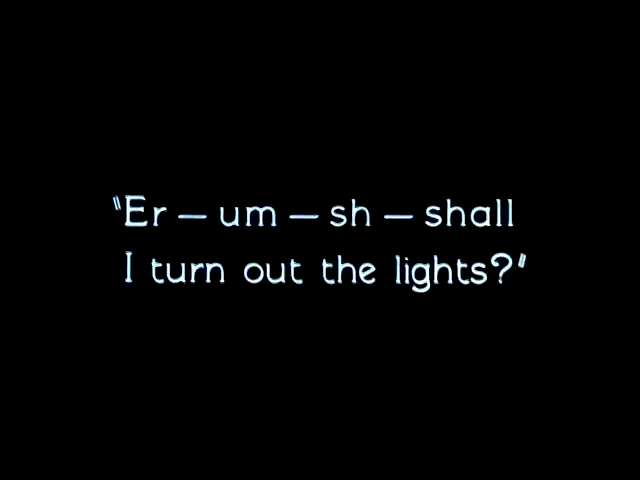 "Er — um — sh — shall
I turn out the lights?"